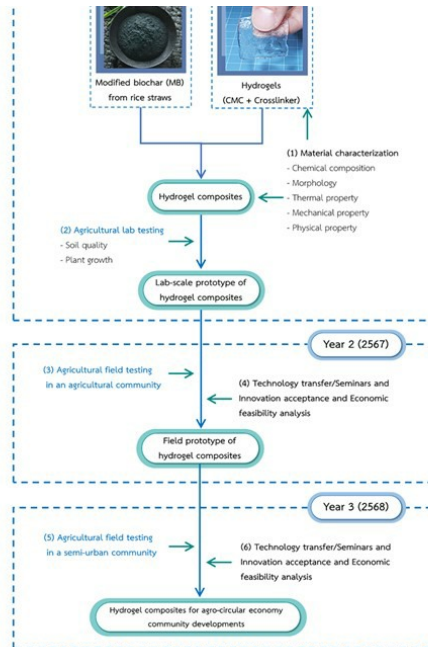 Modified biochar (MB)
from rice straws
Hydrogels
(CMC + Crosslinker)
(1) Material characterization
- Chemical composition
- Morphology
- Thermal property
- Mechanical property
- Physical property
Hydrogel composites
(2) Agricultural lab testing
- Soil quality
- Plant growth
Lab-scale prototype of
hydrogel composites
Year 2 (2567)
(3) Agricultural field testing
in an agricultural community
(4) Technology transfer/Seminars and
Innovation acceptance and Economic
feasibility analysis
Field prototype of
hydrogel composites
Year 3 (2568)
(5) Agricultural field testing
in a semi-urban community
(6) Technology transfer/Seminars and
Innovation acceptance and Economic
feasibility analysis
Hydrogel composites for agro-circular economy
community developments